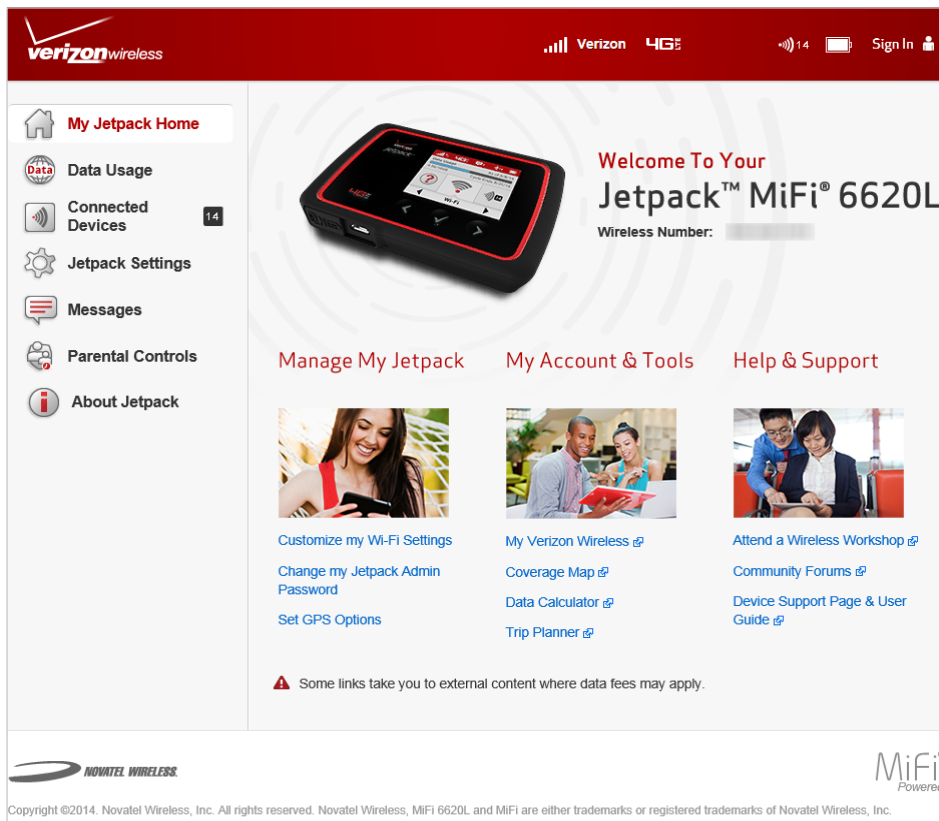 verizonwireless
Verizon 4G LTE 14 Sign In
My Jetpack Home
Data Data Usage
Connected
Devices 14
Jetpack Settings
Messages
Parental Controls
About Jetpack
Welcome To Your
Jetpack™ MiFi® 6620L
Wireless Number:
Wi-Fi
Manage My Jetpack
Customize my Wi-Fi Settings
Change my Jetpack Admin
Password
Set GPS Options
My Account & Tools
My Verizon Wireless
Coverage Map
Data Calculator
Trip Planner
Help & Support
Attend a Wireless Workshop
Community Forums
Device Support Page & User
Guide
Some links take you to external content where data fees may apply.
NOVATEL WIRELESS.
MiFi
Powered
Copyright ©2014. Novatel Wireless, Inc. All rights reserved. Novatel Wireless, MiFi 6620L and MiFi are either trademarks or registered trademarks of Novatel Wireless, Inc.